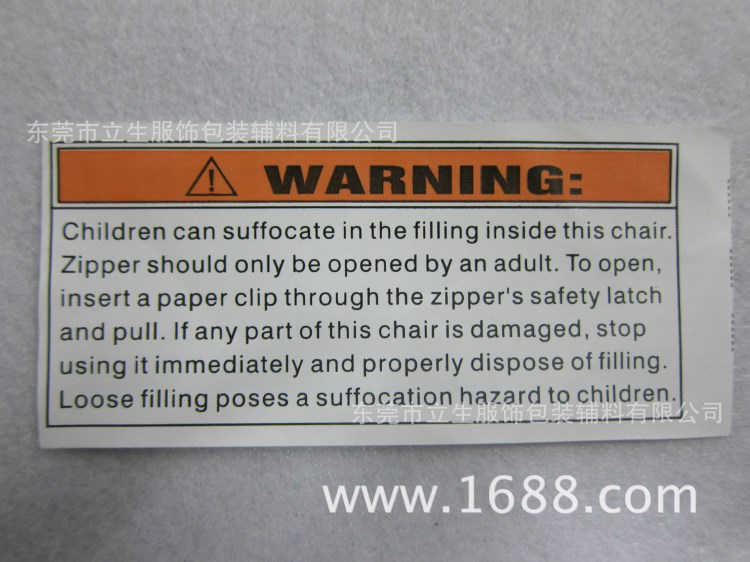 东莞市立生服饰包装辅料有限公司
WARNING:
Children can suffocate in the filling inside this chair.
Zipper should only be opened by an adult. To open,
insert a paper clip through the zipper's safety latch
and pull. If any part of this chair is damaged, stop
using it immediately and properly dispose of filling.
Loose filling poses a suffocation hazard to children.
东莞市立生服饰包装辅料有限公司
www.1688.com